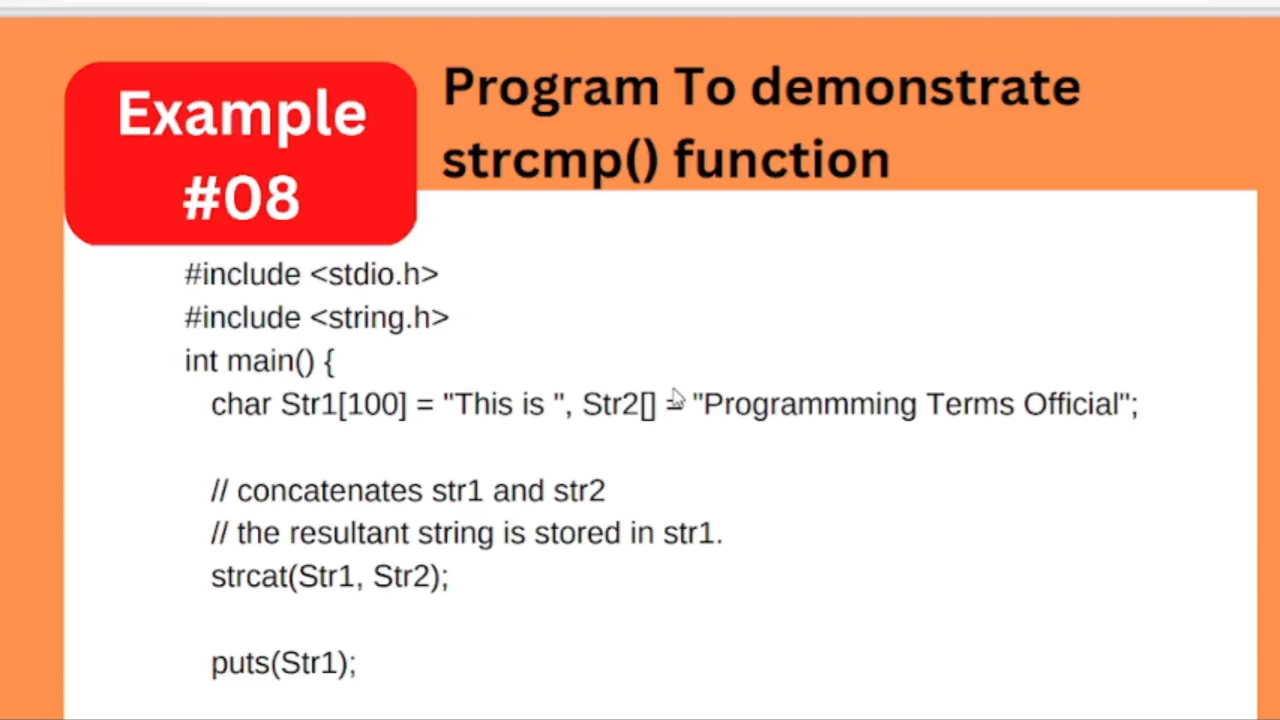 Example
#08
Program To demonstrate
strcmp() function
#include <stdio.h>
#include <string.h>
int main() {
char Str1[100] = "This is ", Str2[] = "Programmming Terms Official";
// concatenates str1 and str2
// the resultant string is stored in str1.
strcat(Str1, Str2);
puts(Str1);